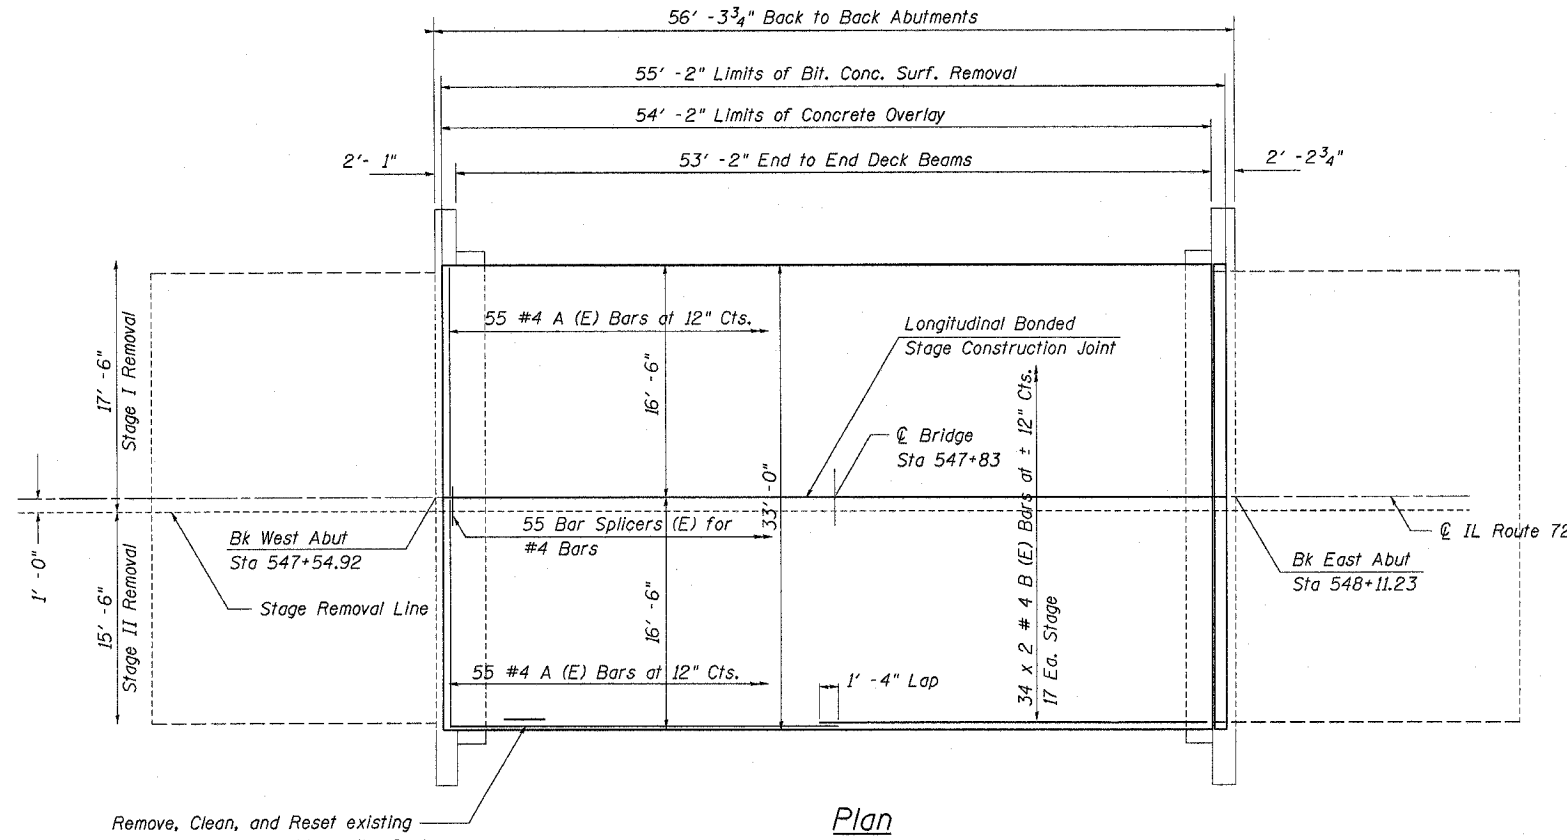 56' -3¾" Back to Back Abutments
55' -2" Limits of Bit. Conc. Surf. Removal
54' -2" Limits of Concrete Overlay
2'- 1"
53' -2" End to End Deck Beams
2' -2¾"
17' -6"
Stage I Removal
55 #4 A (E) Bars at 12" Cts.
16' -6"
33' -0"
Longitudinal Bonded
Stage Construction Joint
℄ Bridge
Sta 547+83
34 x 2 # 4 B (E) Bars at ± 12" Cts.
17 Ea. Stage
1' -0"
Bk West Abut
Sta 547+54.92
55 Bar Splicers (E) for
#4 Bars
℄ IL Route 72
Bk East Abut
Sta 548+11.23
Stage Removal Line
15' -6"
Stage II Removal
16' -6"
55 #4 A (E) Bars at 12" Cts.
1' -4" Lap
Remove, Clean, and Reset existing
Plan